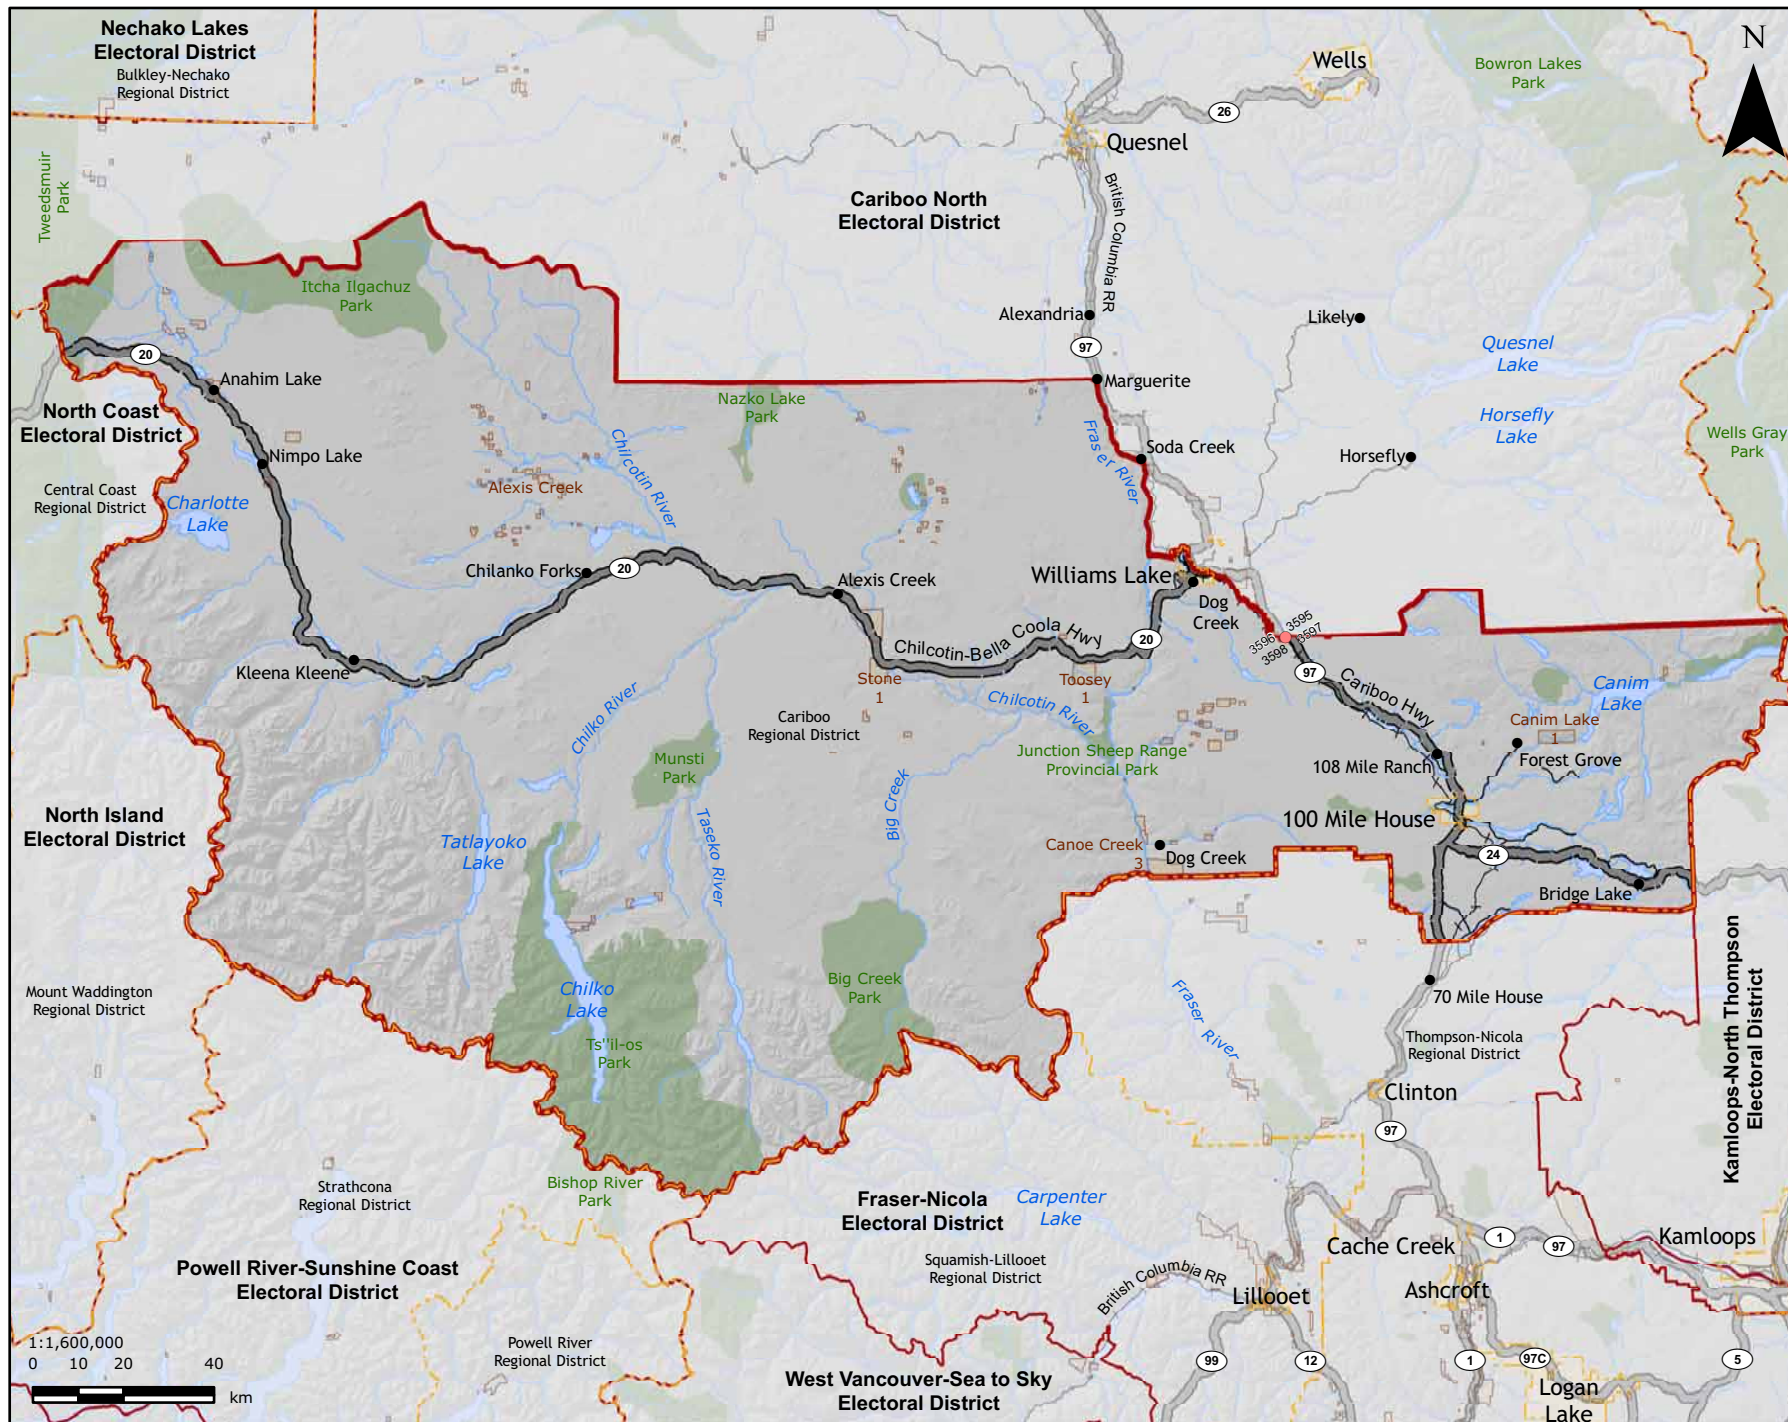 Nechako Lakes
Electoral District
Bulkley-Nechako
Regional District
Wells
Bowron Lakes
Park
N
26
Quesnel
Tweedsmuir
Park
British Columbia RR
Cariboo North
Electoral District
Itcha Ilgachuz
Park
Alexandria
Likely
97
Quesnel
Lake
20
Anahim Lake
Marguerite
North Coast
Electoral District
Nazko Lake
Park
Horsefly
Lake
Wells Gray
Park
Nimpo Lake
Chilcotin River
Fraser River
Soda Creek
Horsefly
Central Coast
Regional District
Charlotte
Lake
Alexis Creek
Chilanko Forks
20
Alexis Creek
Williams Lake
Dog
Creek
Chilcotin-Bella Coola Hwy
20
3596
3595
3598
3597
97
Cariboo Hwy
Kleena Kleene
Stone
1
Toosey
1
Canim
Lake
Chilko River
Cariboo
Regional District
Chilcotin River
Canim Lake
1
Munsti
Park
Junction Sheep Range
Provincial Park
108 Mile Ranch
Forest Grove
North Island
Electoral District
Tatlayoko
Lake
Taseko River
Big Creek
100 Mile House
Canoe Creek
3
Dog Creek
24
Bridge Lake
Mount Waddington
Regional District
Chilko
Lake
Big Creek
Park
Fraser River
70 Mile House
Kamloops-North Thompson
Electoral District
Ts"il-os
Park
Thompson-Nicola
Regional District
Clinton
97
Strathcona
Regional District
Bishop River
Park
Fraser-Nicola
Electoral District
Carpenter
Lake
Cache Creek
1
97
Kamloops
Powell River-Sunshine Coast
Electoral District
Squamish-Lillooet
Regional District
British Columbia RR
Lillooet
Ashcroft
1:1,600,000
0 10 20 40
km
Powell River
Regional District
West Vancouver-Sea to Sky
Electoral District
99
12
1
97C
5
Logan
Lake